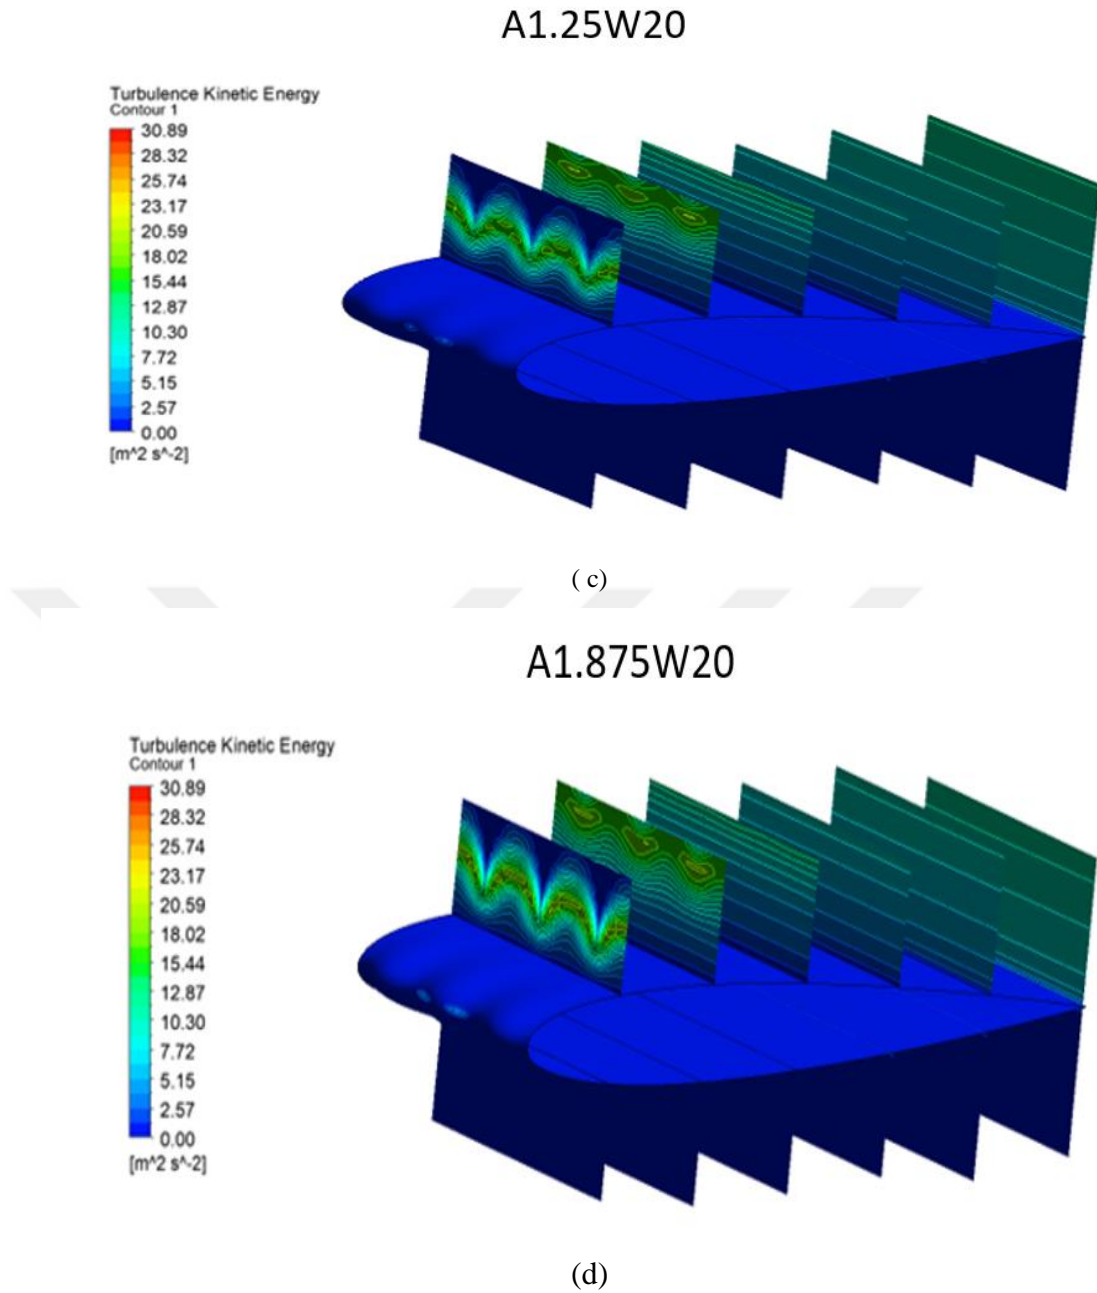 A1.25W20
Turbulence Kinetic Energy
Contour 1
30.89
28.32
25.74
23.17
20.59
18.02
15.44
12.87
10.30
7.72
5.15
2.57
0.00
[m^2 s^-2]
( c)
A1.875W20
Turbulence Kinetic Energy
Contour 1
30.89
28.32
25.74
23.17
20.59
18.02
15.44
12.87
10.30
7.72
5.15
2.57
0.00
[m^2 s^-2]
(d)